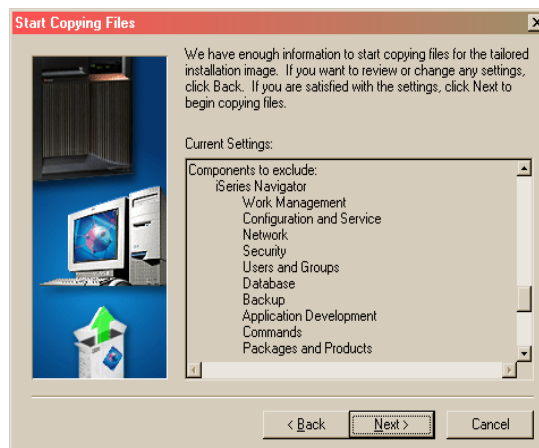 Start Copying Files
We have enough information to start copying files for the tailored
installation image. If you want to review or change any settings,
click Back. If you are satisfied with the settings, click Next to
begin copying files.
Current Settings:
Components to exclude:
iSeries Navigator
Work Management
Configuration and Service
Network
Security
Users and Groups
Database
Backup
Application Development
Commands
Packages and Products
< Back
Next >
Cancel